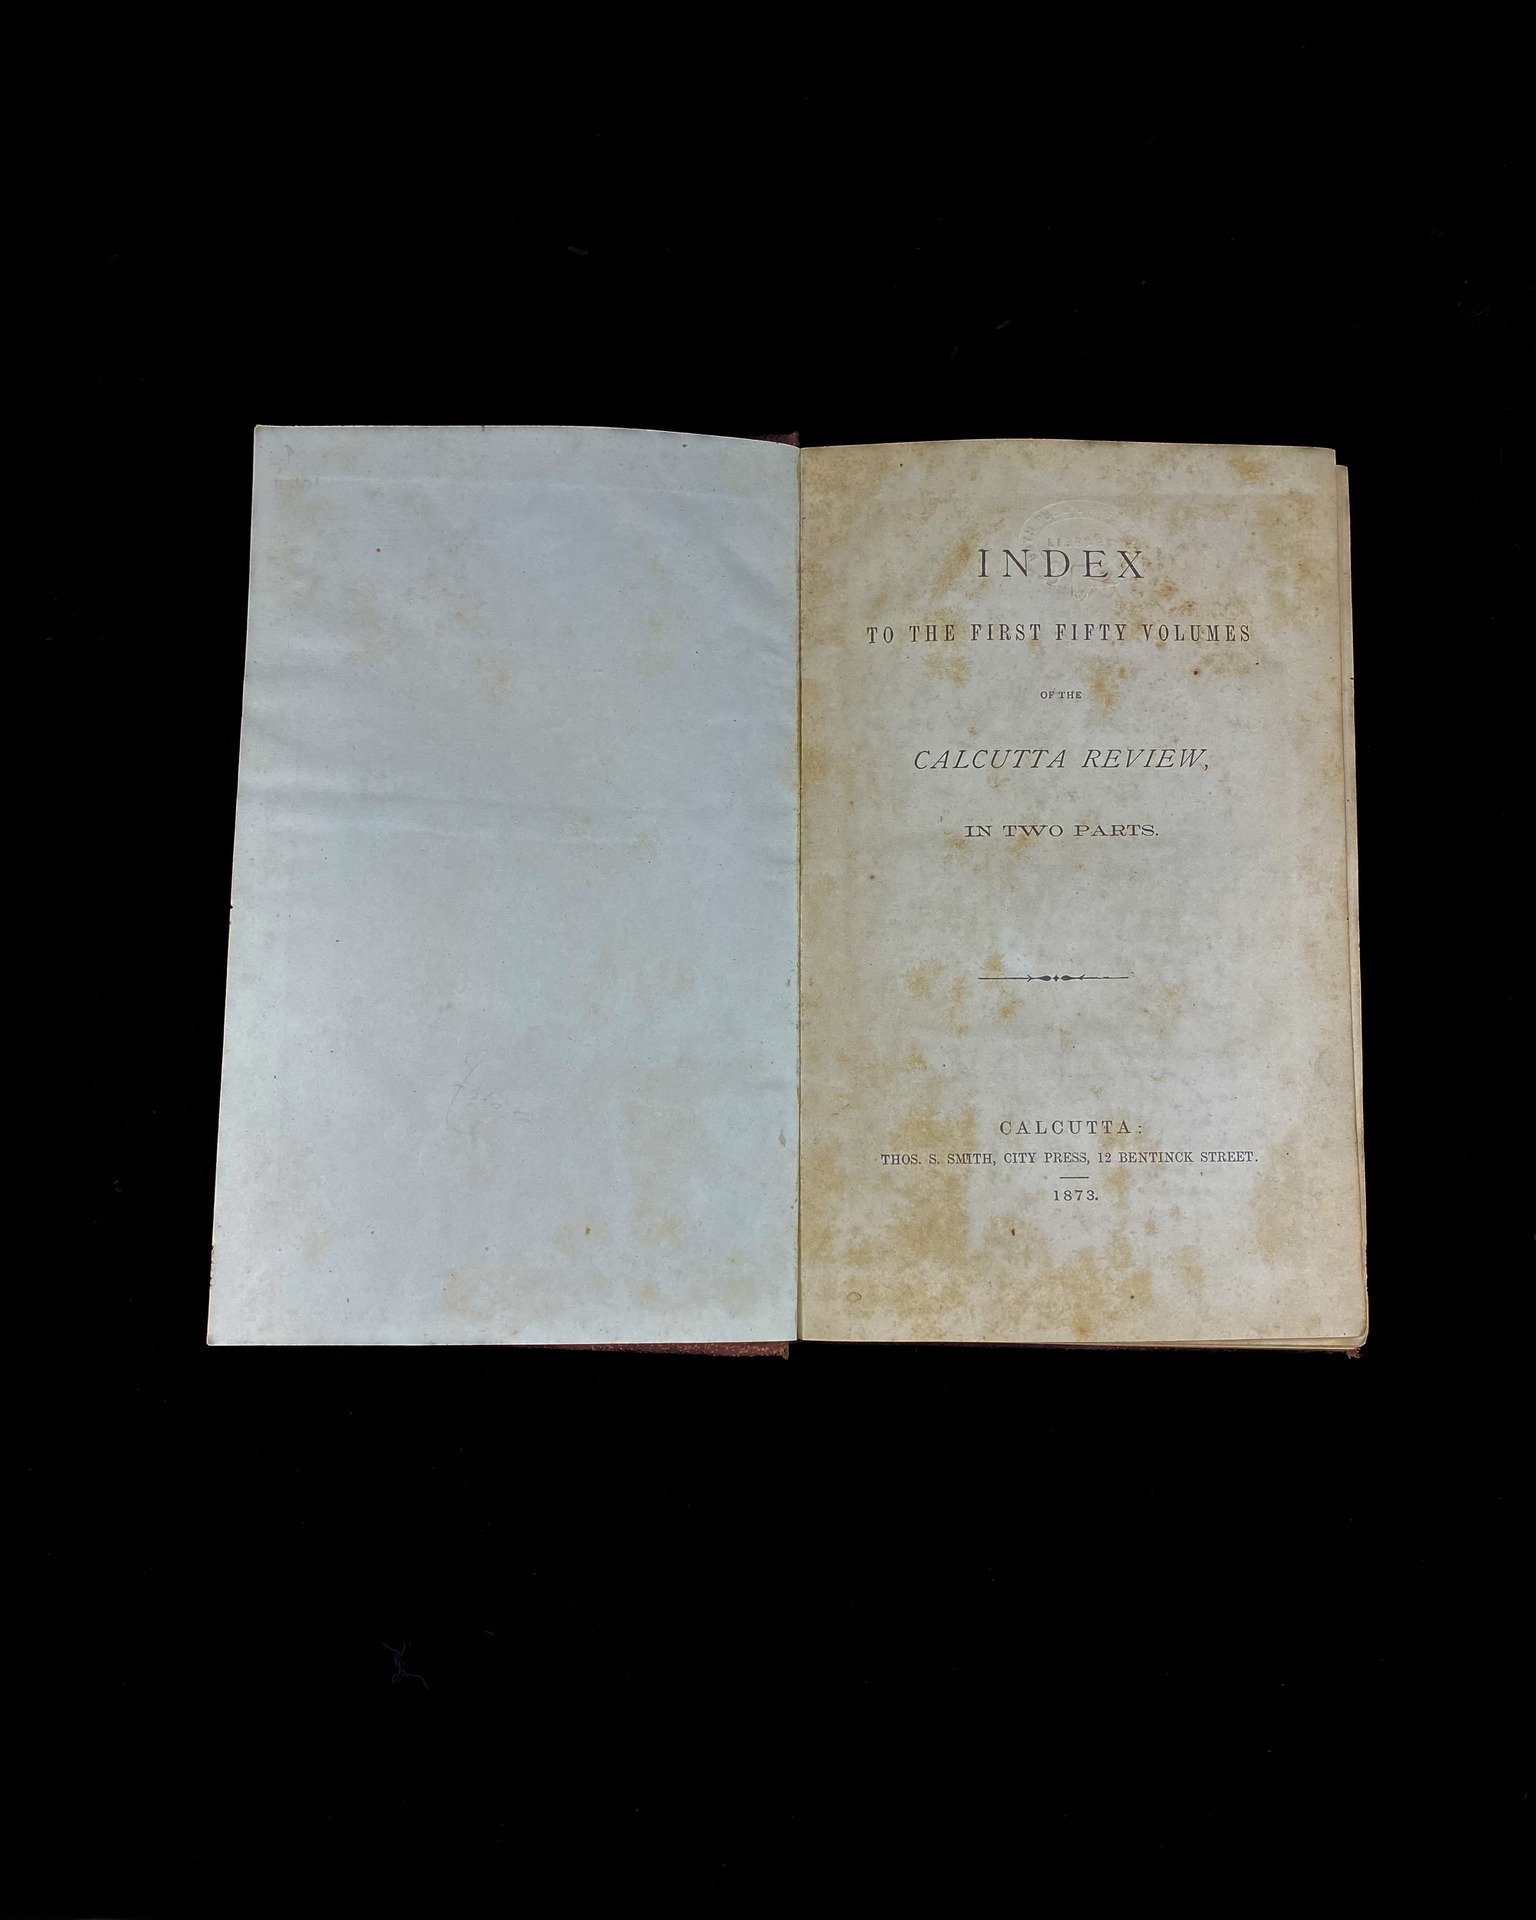 INDEX
TO THE FIRST FIFTY VOLUMES
OF THE
CALCUTTA REVIEW,
IN TWO PARTS.
CALCUTTA:
THOS. S. SMITH, CITY PRESS, 12 BENTINCK STREET.
1873.